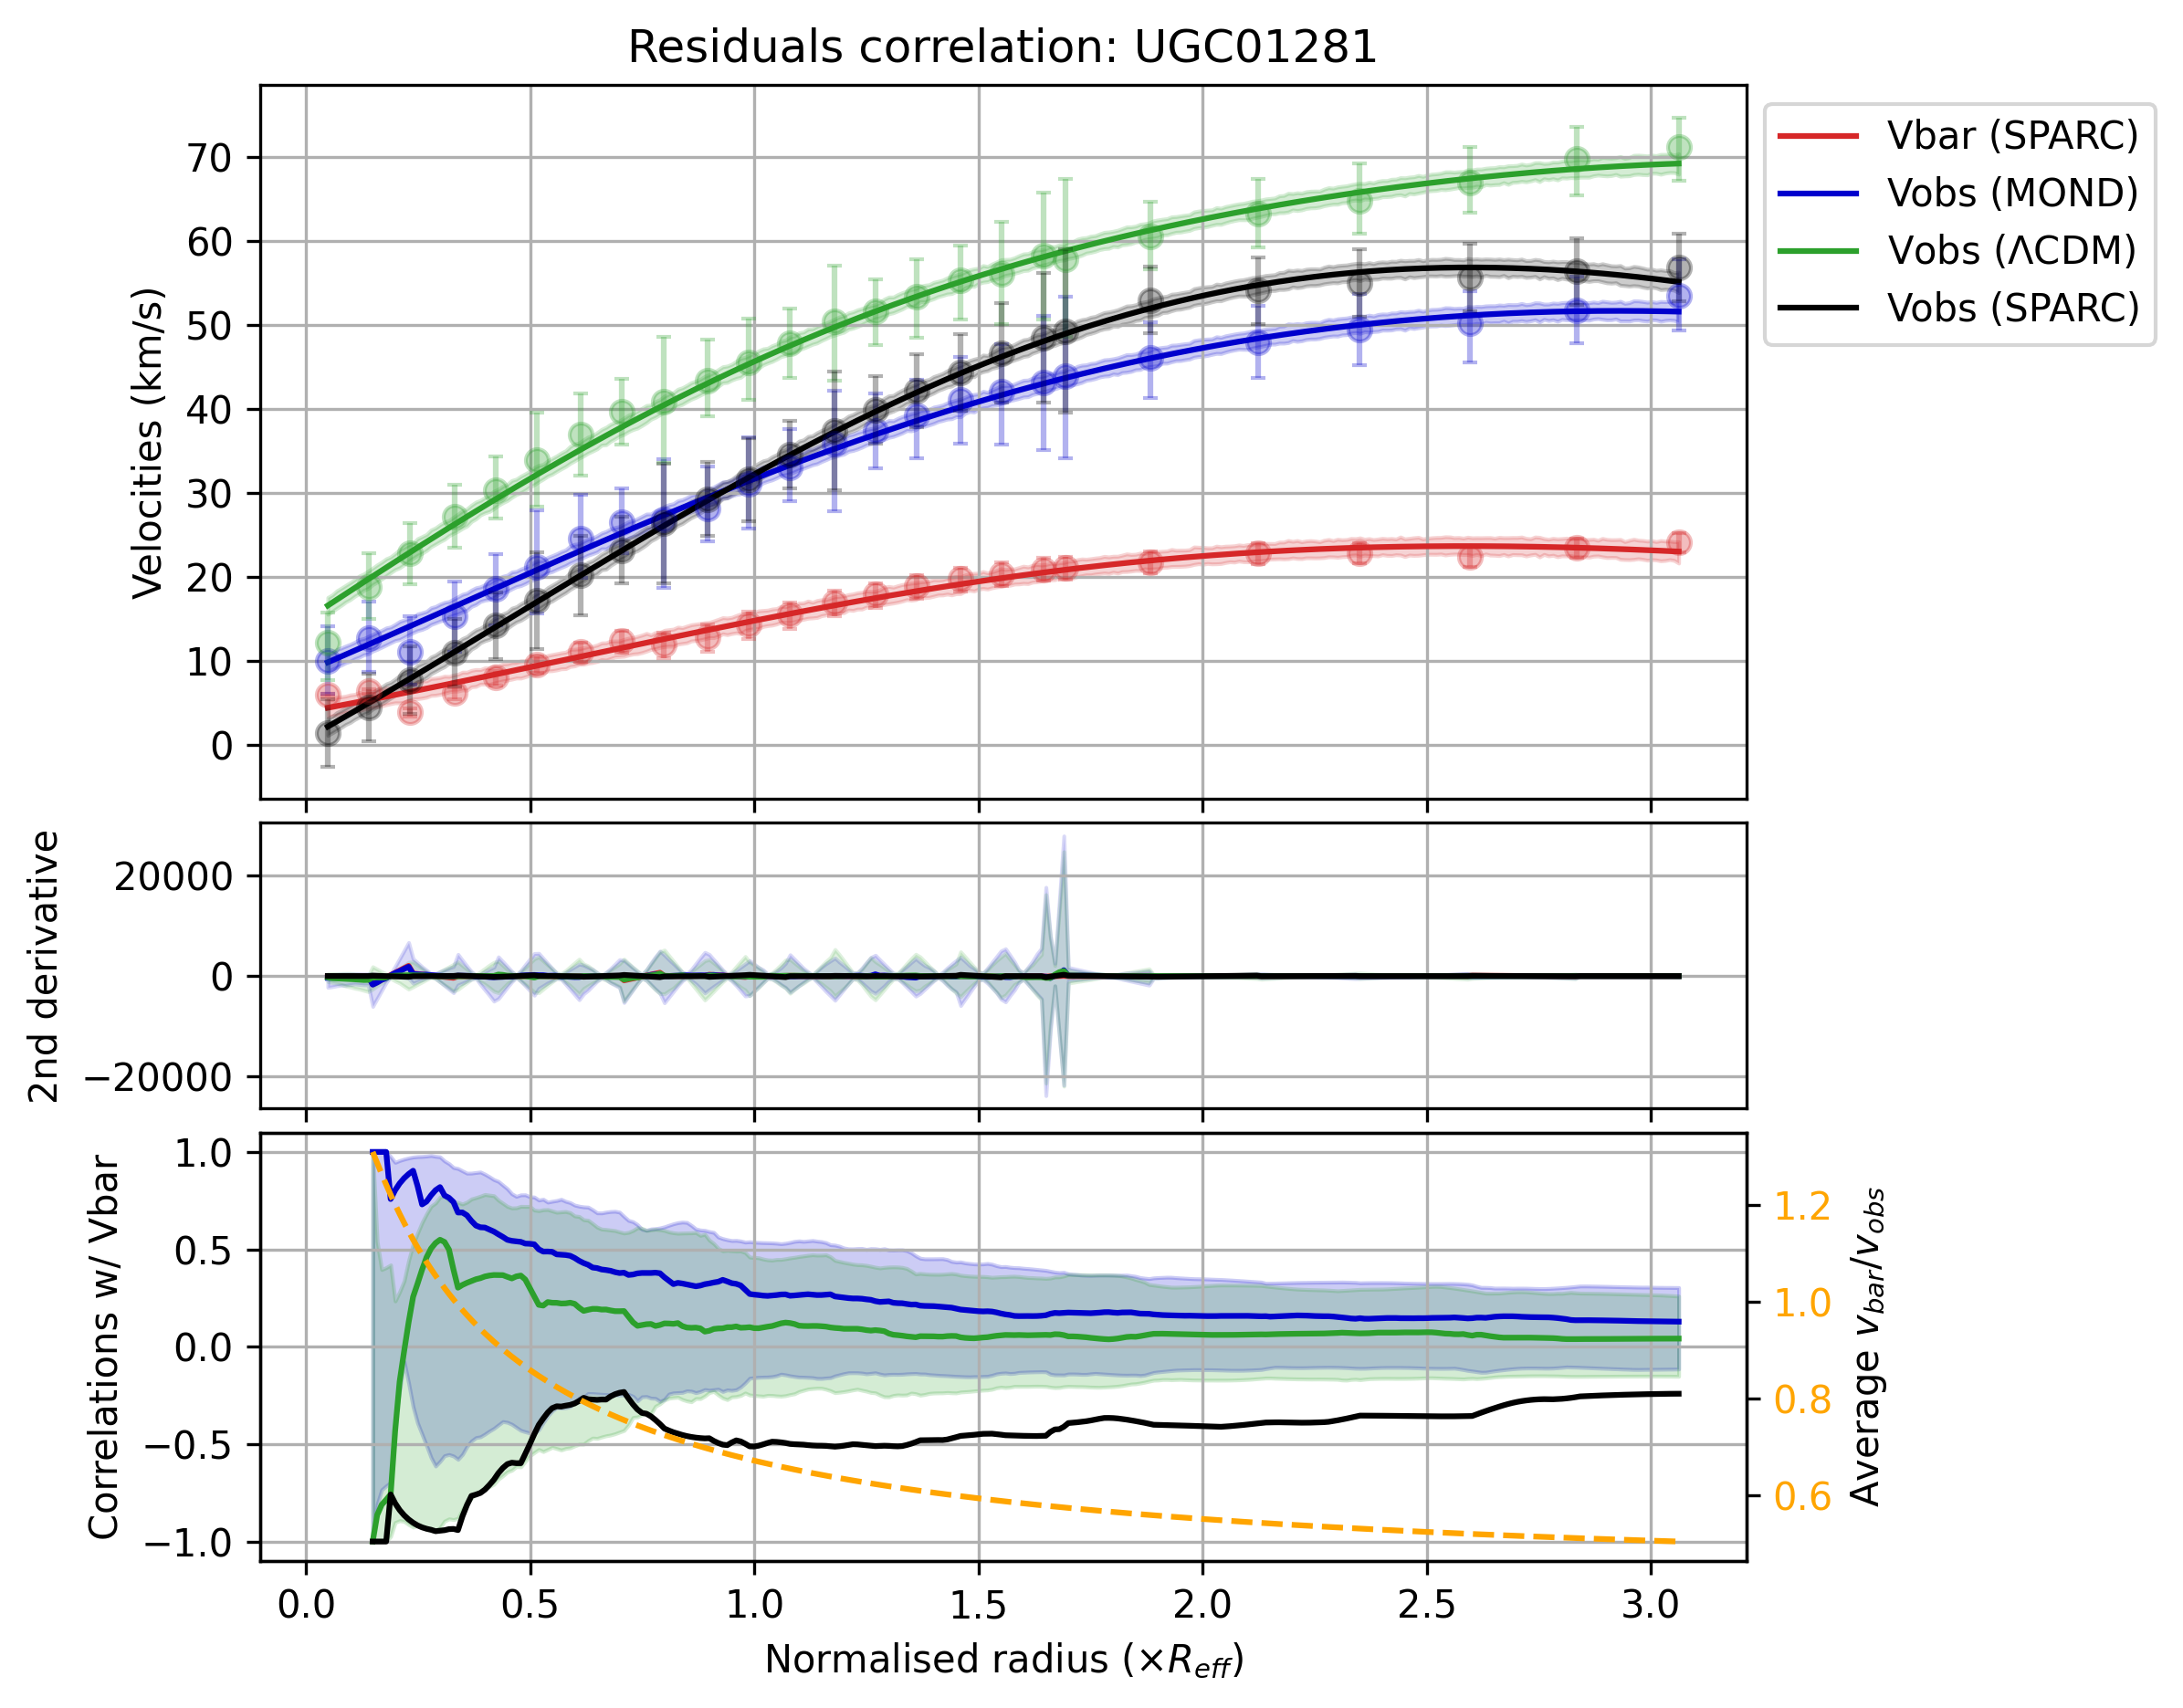 Residuals correlation: UGC01281
Velocities (km/s)
70
60
50
40
30
20
10
0
Vbar (SPARC)
Vobs (MOND)
Vobs (ΛCDM)
Vobs (SPARC)
2nd derivative
20000
0
−20000
Correlations w/ Vbar
1.0
0.5
0.0
−0.5
−1.0
1.2
1.0
0.8
0.6
Average v_bar/v_obs
0.0 0.5 1.0 1.5 2.0 2.5 3.0
Normalised radius (×R_eff)